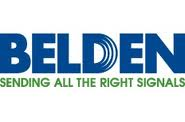 BELDEN
SENDING ALL THE RIGHT SIGNALS